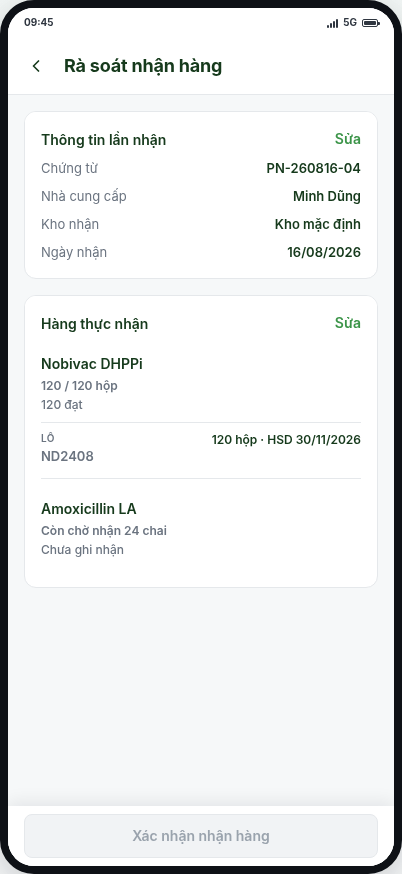 09:45 5G
Rà soát nhận hàng
Thông tin lần nhận Sửa
Chứng từ PN-260816-04
Nhà cung cấp Minh Dũng
Kho nhận Kho mặc định
Ngày nhận 16/08/2026
Hàng thực nhận Sửa
Nobivac DHPPi
120 / 120 hộp
120 đạt
LÔ 120 hộp · HSD 30/11/2026
ND2408
Amoxicillin LA
Còn chờ nhận 24 chai
Chưa ghi nhận
Xác nhận nhận hàng